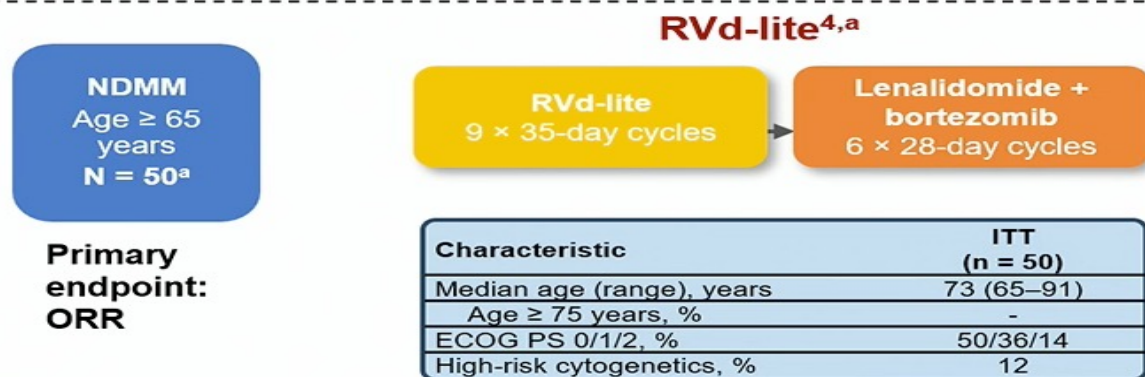 RVd-lite4,a
NDMM
Age ≥ 65
years
N = 50a
RVd-lite
9 × 35-day cycles
Lenalidomide +
bortezomib
6 × 28-day cycles
Primary
endpoint:
ORR
Characteristic ITT
(n = 50)
Median age (range), years 73 (65–91)
Age ≥ 75 years, % -
ECOG PS 0/1/2, % 50/36/14
High-risk cytogenetics, % 12